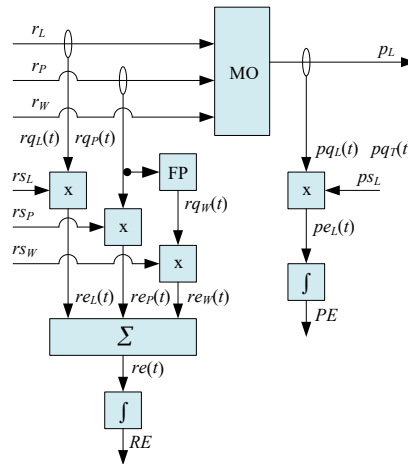 r_L
r_P
r_W
MO
p_L
rq_L(t) rq_P(t)
pq_L(t) pq_T(t)
rs_L
x
FP
x
ps_L
rs_P
x
rq_W(t)
pe_L(t)
rs_W
x
∫
re_L(t) re_P(t) re_W(t)
PE
Σ
re(t)
∫
RE